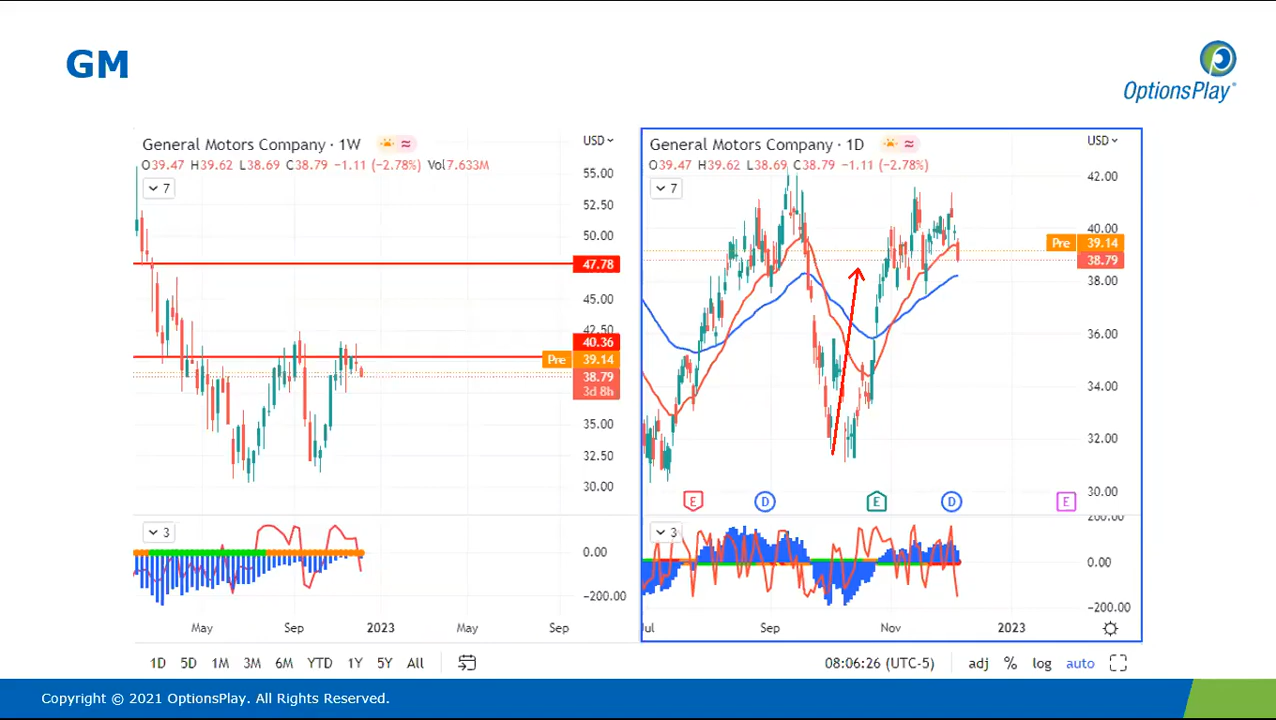 GM
OptionsPlay®
General Motors Company · 1W
USD
O39.47 H39.62 L38.69 C38.79 −1.11 (−2.78%) Vol7.633M
7
55.00
52.50
50.00
47.78
45.00
42.50
40.36
Pre 39.14
38.79
3d 8h
35.00
32.50
30.00
3
0.00
−200.00
May Sep 2023 May Sep
General Motors Company · 1D
USD
O39.47 H39.62 L38.69 C38.79 −1.11 (−2.78%)
7
42.00
40.00
Pre 39.14
38.79
38.00
36.00
34.00
32.00
30.00
E D E D E
3
200.00
0.00
−200.00
Jul Sep Nov 2023
1D 5D 1M 3M 6M YTD 1Y 5Y All
08:06:26 (UTC-5) adj % log auto
Copyright © 2021 OptionsPlay. All Rights Reserved.